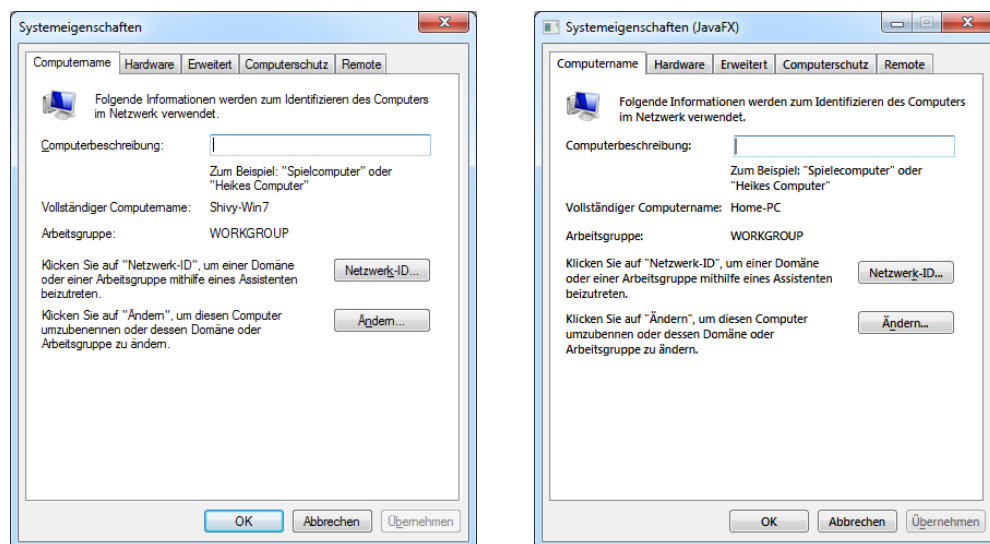 Systemeigenschaften
Computername Hardware Erweitert Computerschutz Remote
Folgende Informationen werden zum Identifizieren des Computers
im Netzwerk verwendet.
Computerbeschreibung:
Zum Beispiel: "Spielcomputer" oder
"Heikes Computer"
Vollständiger Computername: Shivy-Win7
Arbeitsgruppe: WORKGROUP
Klicken Sie auf "Netzwerk-ID", um einer Domäne
oder einer Arbeitsgruppe mithilfe eines Assistenten
beizutreten.
Netzwerk-ID...
Klicken Sie auf "Ändern", um diesen Computer
umzubenennen oder dessen Domäne oder
Arbeitsgruppe zu ändern.
Ändern...
OK Abbrechen Übernehmen
Systemeigenschaften (JavaFX)
Computername Hardware Erweitert Computerschutz Remote
Folgende Informationen werden zum Identifizieren des Computers
im Netzwerk verwendet.
Computerbeschreibung:
Zum Beispiel: "Spielecomputer" oder
"Heikes Computer"
Vollständiger Computername: Home-PC
Arbeitsgruppe: WORKGROUP
Klicken Sie auf "Netzwerk-ID", um einer Domäne
oder einer Arbeitsgruppe mithilfe eines Assistenten
beizutreten.
Netzwerk-ID...
Klicken Sie auf "Ändern", um diesen Computer
umzubennen oder dessen Domäne oder
Arbeitsgruppe zu ändern.
Ändern...
OK Abbrechen Übernehmen